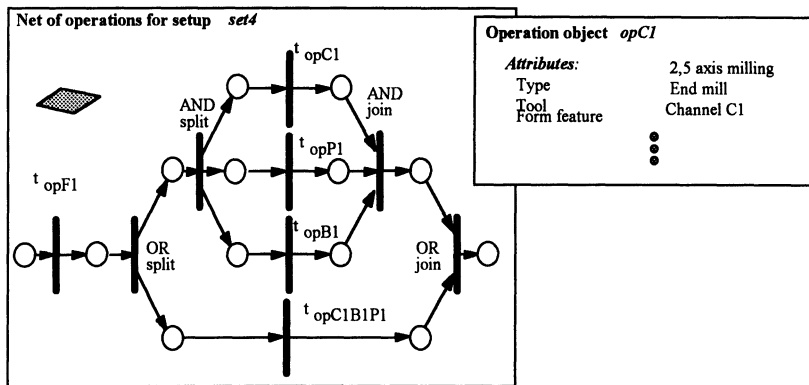 Net of operations for setup set4
t opC1
AND split
AND join
t opP1
t opF1
t opB1
OR split
OR join
t opC1B1P1
Operation object opC1
Attributes:
Type 2,5 axis milling
Tool End mill
Form feature Channel C1